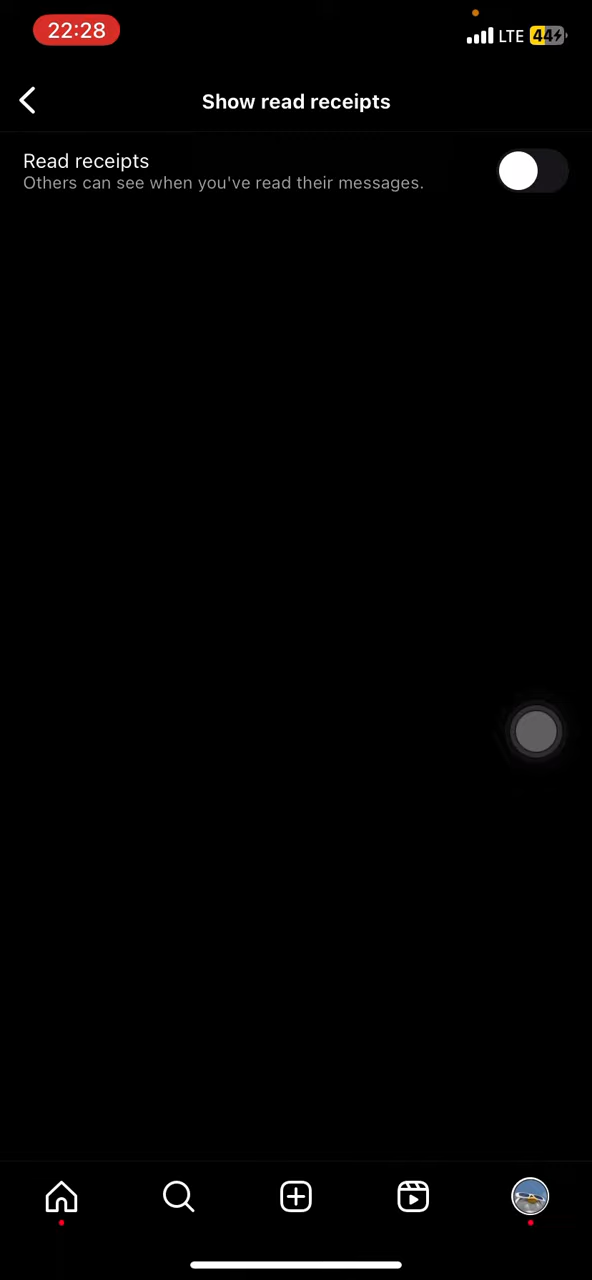 22:28
LTE 44
Show read receipts
Read receipts
Others can see when you've read their messages.